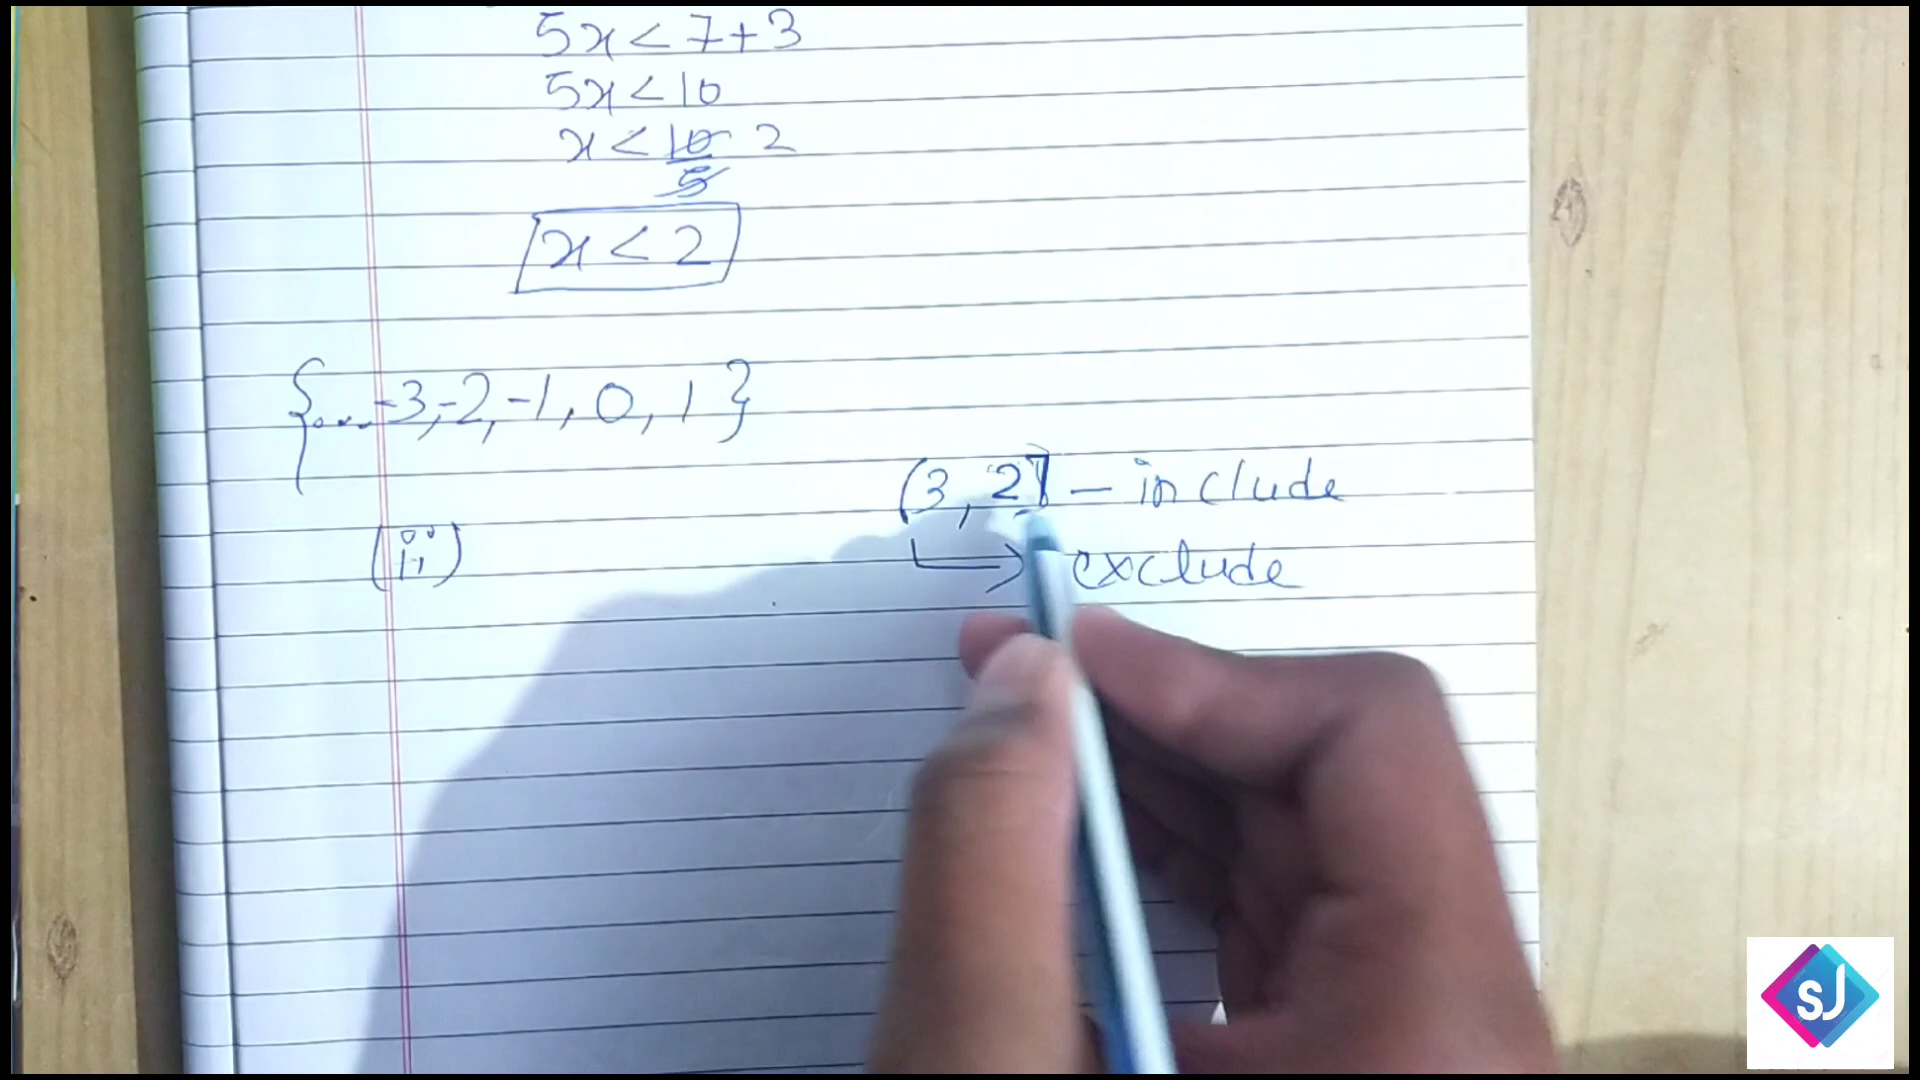 5x < 7+3
5x < 10
x < 10/5 2
x < 2
{... -3, -2, -1, 0, 1}
(3, 2] – include
(ii) exclude
SJ